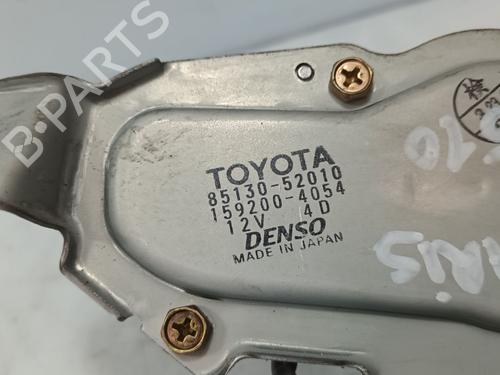 B-PARTS
TOYOTA
85130-52010
159200-4054
12V 4D
DENSO
MADE IN JAPAN